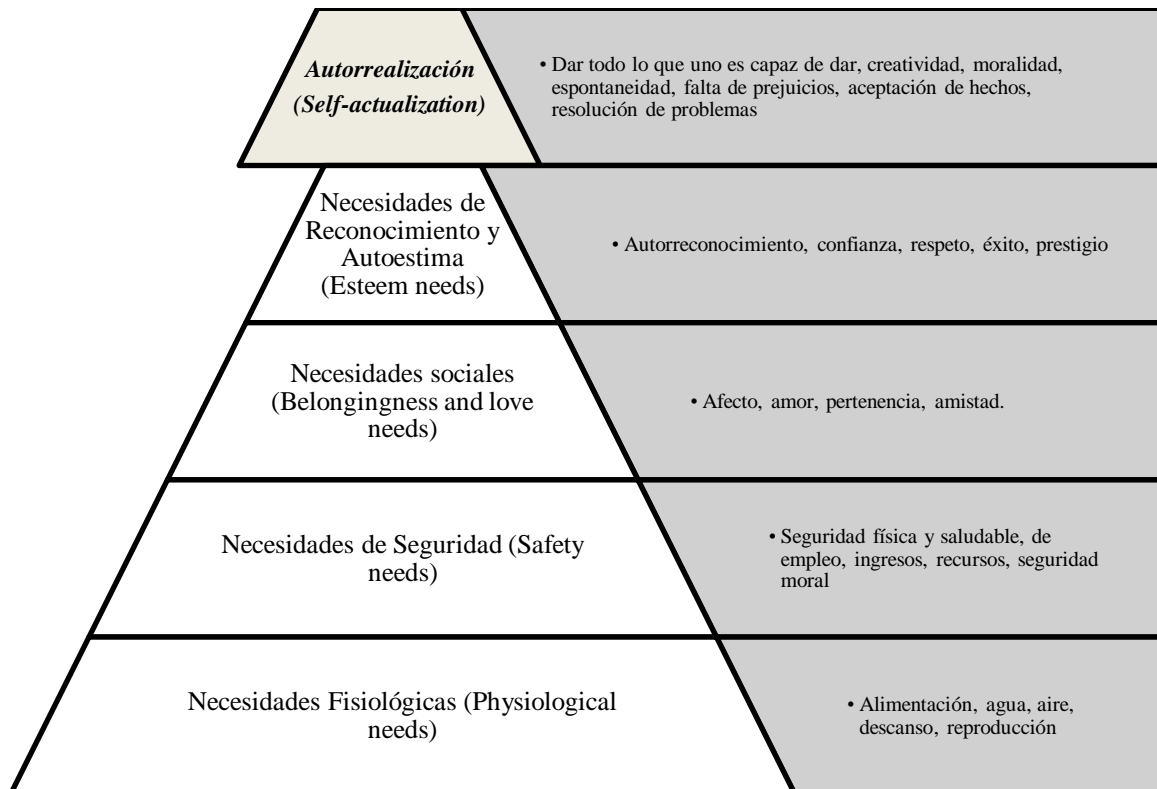 Autorrealización
(Self-actualization)
• Dar todo lo que uno es capaz de dar, creatividad, moralidad,
espontaneidad, falta de prejuicios, aceptación de hechos,
resolución de problemas
Necesidades de
Reconocimiento y
Autoestima
(Esteem needs)
• Autorreconocimiento, confianza, respeto, éxito, prestigio
Necesidades sociales
(Belongingness and love
needs)
• Afecto, amor, pertenencia, amistad.
Necesidades de Seguridad (Safety
needs)
• Seguridad física y saludable, de
empleo, ingresos, recursos, seguridad
moral
Necesidades Fisiológicas (Physiological
needs)
• Alimentación, agua, aire,
descanso, reproducción